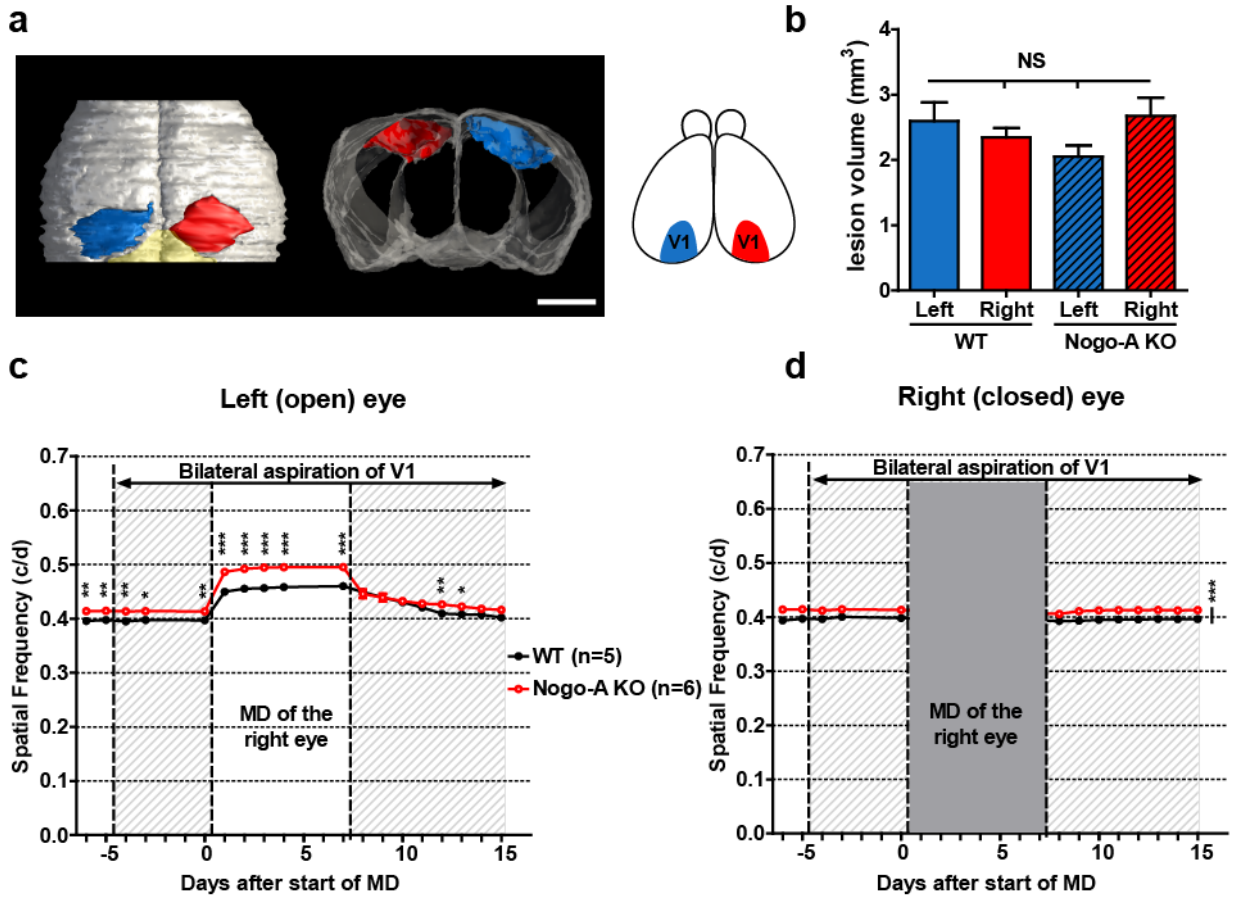 a
b
V1
V1
lesion volume (mm3)
4
3
2
1
0
NS
Left
Right
Left
Right
WT
Nogo-A KO
c
Left (open) eye
Spatial Frequency (c/d)
0.7
0.6
0.5
0.4
0.3
0.2
0.1
0.0
Bilateral aspiration of V1
**
**
**
*
**
***
***
***
***
***
**
*
MD of the
right eye
-5
0
5
10
15
Days after start of MD
WT (n=5)
Nogo-A KO (n=6)
d
Right (closed) eye
Spatial Frequency (c/d)
0.7
0.6
0.5
0.4
0.3
0.2
0.1
0.0
Bilateral aspiration of V1
***
MD of the
right eye
-5
0
5
10
15
Days after start of MD